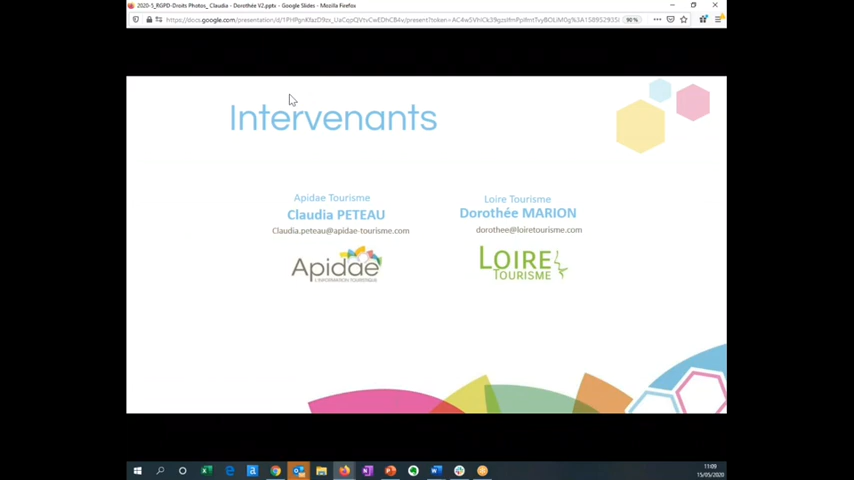 2020-5_RGPD-Droits Photos_ Claudia - Dorothée V2.pptx - Google Slides - Mozilla Firefox
90 %
Intervenants
Apidae Tourisme
Claudia PETEAU
Claudia.peteau@apidae-tourisme.com
Apidae
L'INFORMATION TOURISTIQUE
Loire Tourisme
Dorothée MARION
dorothee@loiretourisme.com
LOIRE
TOURISME
11:09
15/05/2020